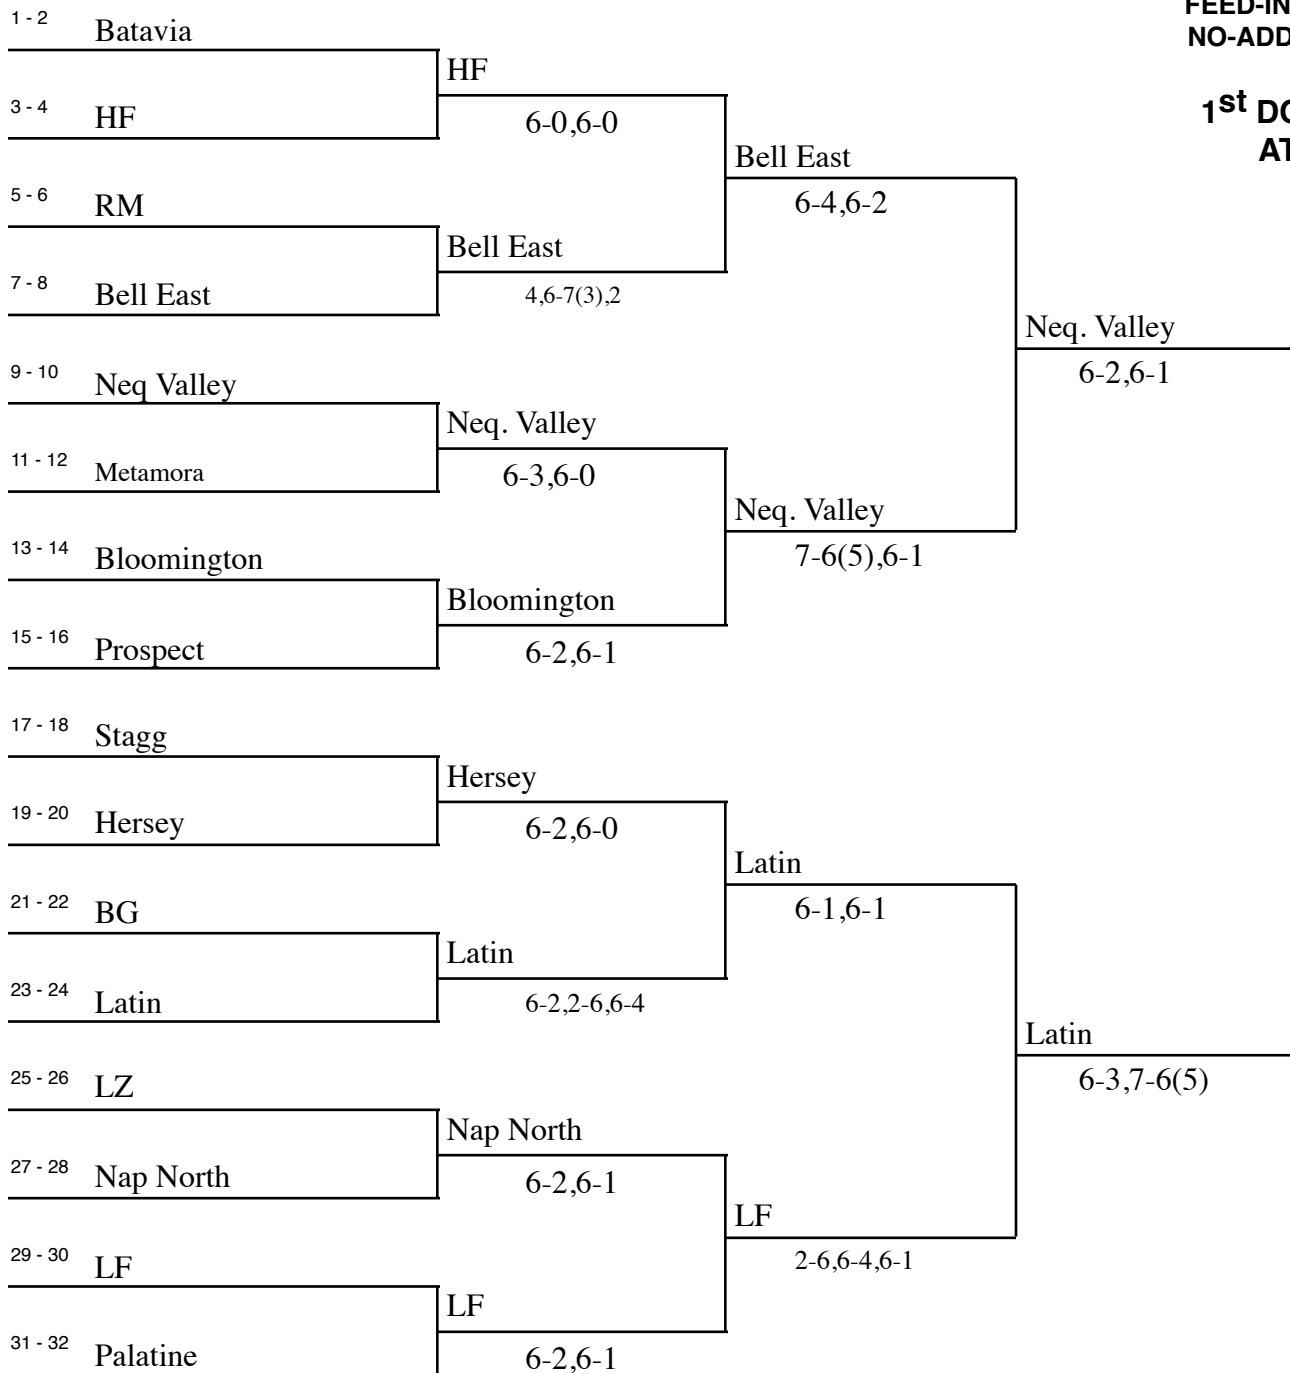 FEED-IN
NO-ADD
1st DO
AT
1 - 2 Batavia
HF
6-0,6-0
3 - 4 HF
Bell East
6-4,6-2
5 - 6 RM
Bell East
4,6-7(3),2
7 - 8 Bell East
Neq. Valley
6-2,6-1
9 - 10 Neq Valley
Neq. Valley
6-3,6-0
11 - 12 Metamora
Neq. Valley
7-6(5),6-1
13 - 14 Bloomington
Bloomington
6-2,6-1
15 - 16 Prospect
17 - 18 Stagg
Hersey
6-2,6-0
19 - 20 Hersey
Latin
6-1,6-1
21 - 22 BG
Latin
6-2,2-6,6-4
23 - 24 Latin
Latin
6-3,7-6(5)
25 - 26 LZ
Nap North
6-2,6-1
27 - 28 Nap North
LF
2-6,6-4,6-1
29 - 30 LF
LF
6-2,6-1
31 - 32 Palatine